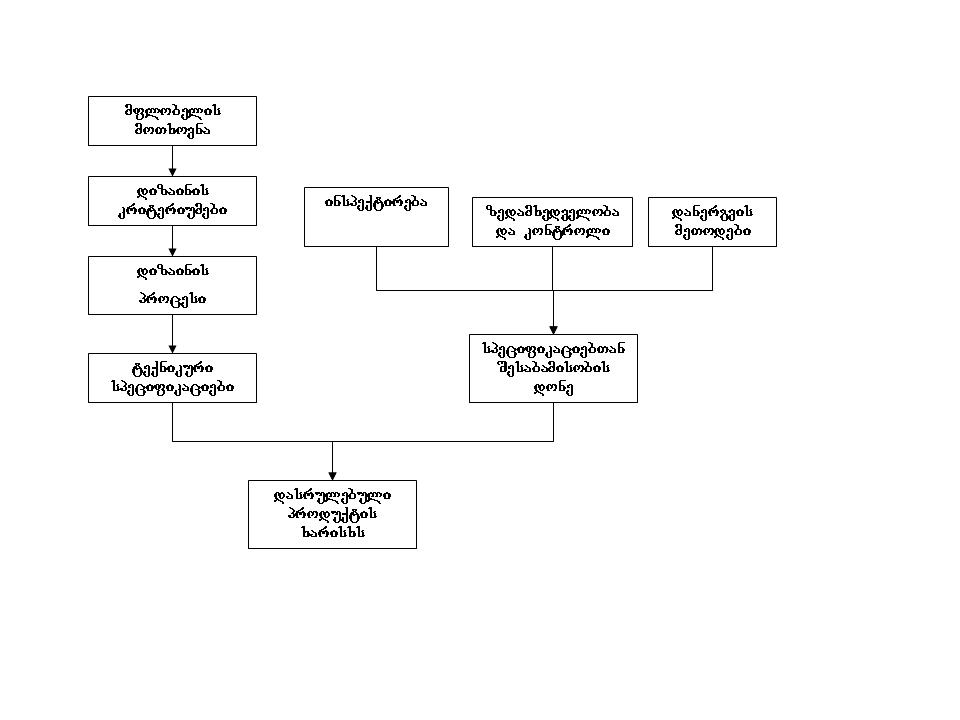 მფლობელის
მოთხოვნა
დიზაინის
კრიტერიუმები
დიზაინის
პროცესი
ტექნიკური
სპეციფიკაციები
ინსპექტირება
ზედამხედველობა
და კონტროლი
დანერგვის
მეთოდები
სპეციფიკაციებთან
შესაბამისობის
დონე
დასრულებული
პროდუქტის
ხარისხს